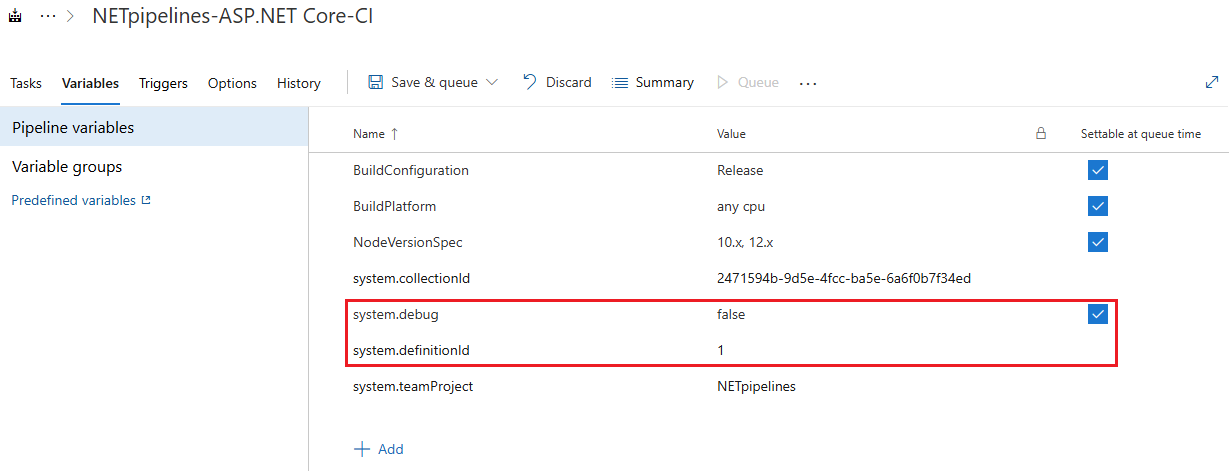 ··· > NETpipelines-ASP.NET Core-CI
Tasks Variables Triggers Options History Save & queue Discard Summary Queue ···
Pipeline variables
Variable groups
Predefined variables
Name ↑ Value Settable at queue time
BuildConfiguration Release
BuildPlatform any cpu
NodeVersionSpec 10.x, 12.x
system.collectionId 2471594b-9d5e-4fcc-ba5e-6a6f0b7f34ed
system.debug false
system.definitionId 1
system.teamProject NETpipelines
+ Add